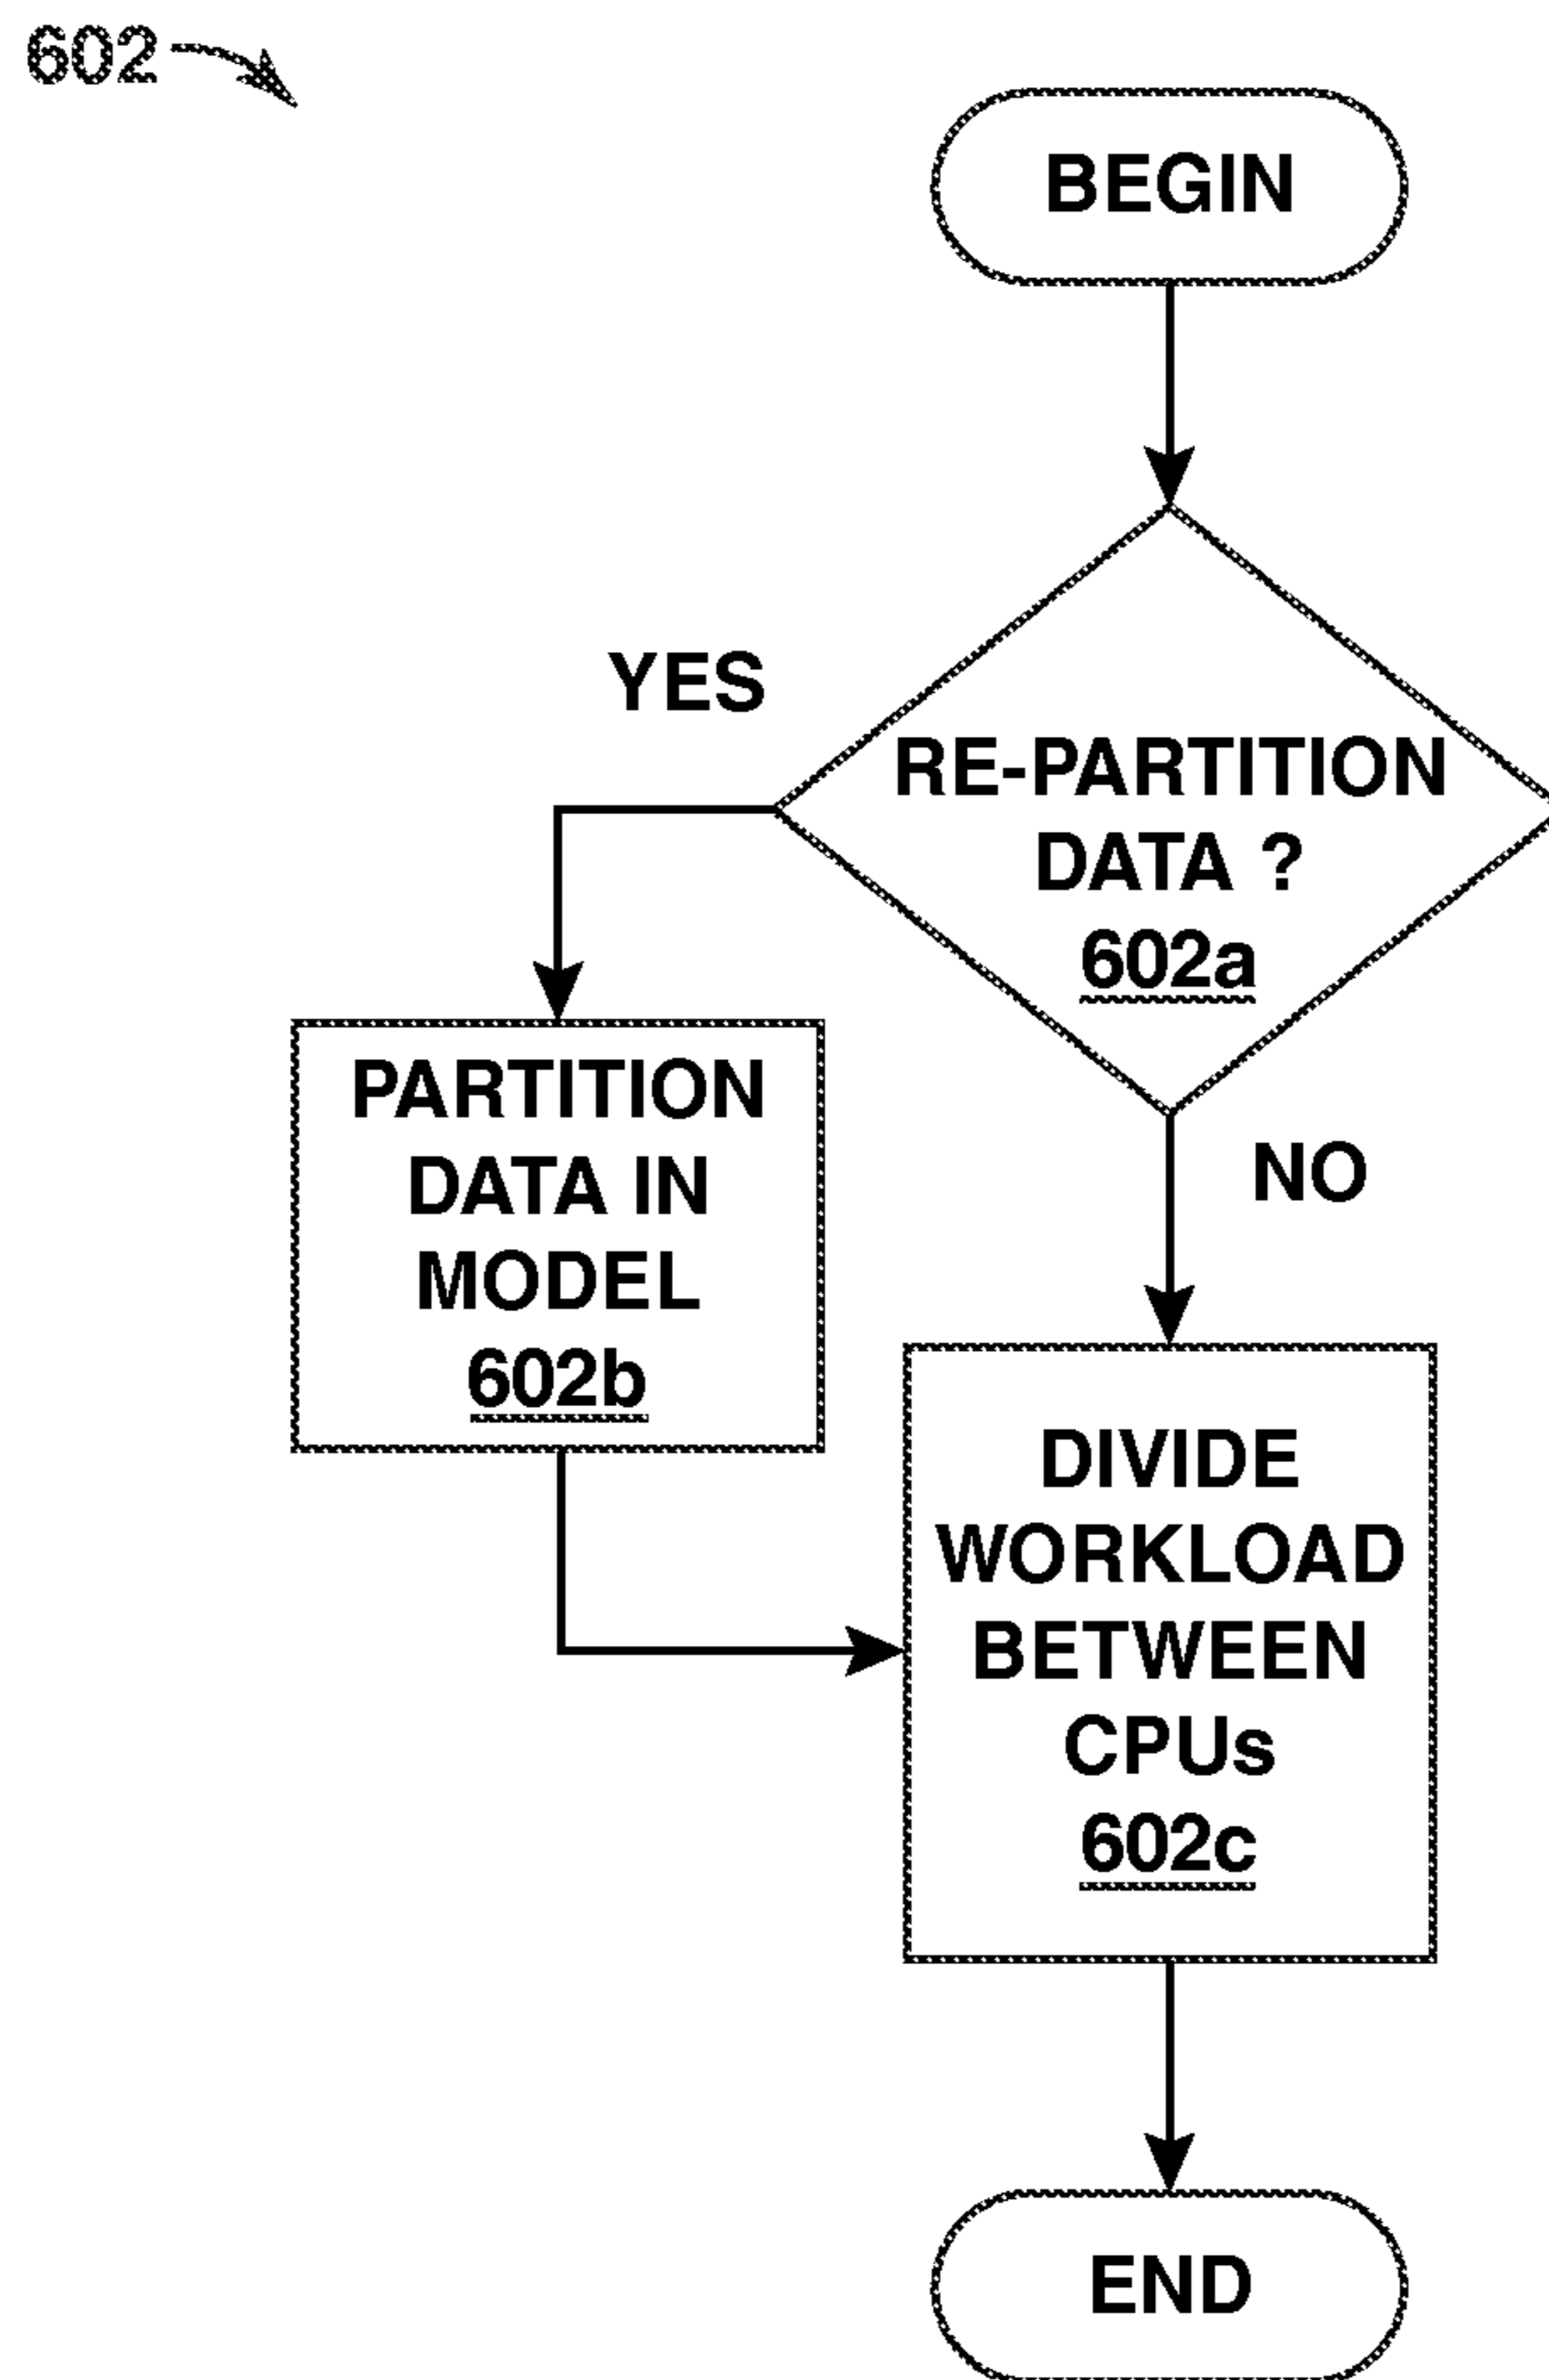 602
BEGIN
YES
RE-PARTITION
DATA ?
602a
PARTITION
DATA IN
MODEL
602b
NO
DIVIDE
WORKLOAD
BETWEEN
CPUs
602c
END